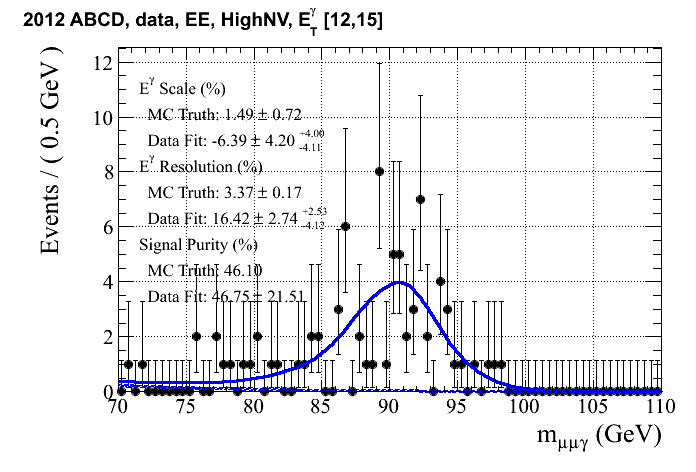 2012 ABCD, data, EE, HighNV, E_T^γ [12,15]
Events / ( 0.5 GeV )
12
10
8
6
4
2
0
E^γ Scale (%)
MC Truth: 1.49 ± 0.72
Data Fit: -6.39 ± 4.20 +4.00 -4.11
E^γ Resolution (%)
MC Truth: 3.37 ± 0.17
Data Fit: 16.42 ± 2.74 +2.53 -4.12
Signal Purity (%)
MC Truth: 46.10
Data Fit: 46.75 ± 21.51
70 75 80 85 90 95 100 105 110
m_μμγ (GeV)